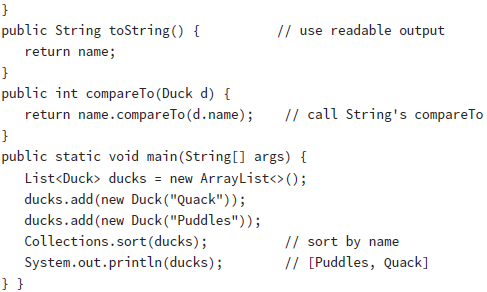 }
public String toString() {          // use readable output
   return name;
}
public int compareTo(Duck d) {
   return name.compareTo(d.name);    // call String's compareTo
}
public static void main(String[] args) {
   List<Duck> ducks = new ArrayList<>();
   ducks.add(new Duck("Quack"));
   ducks.add(new Duck("Puddles"));
   Collections.sort(ducks);          // sort by name
   System.out.println(ducks);        // [Puddles, Quack]
} }